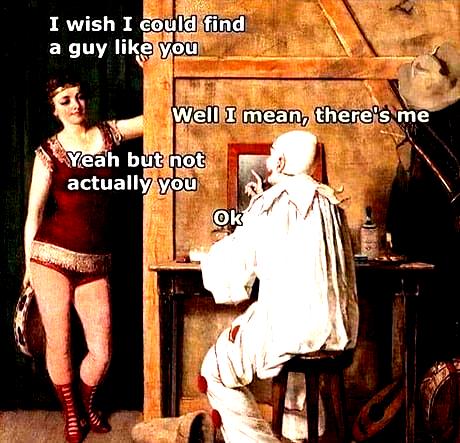 I wish I could find
a guy like you
Well I mean, there's me
Yeah but not
actually you
Ok